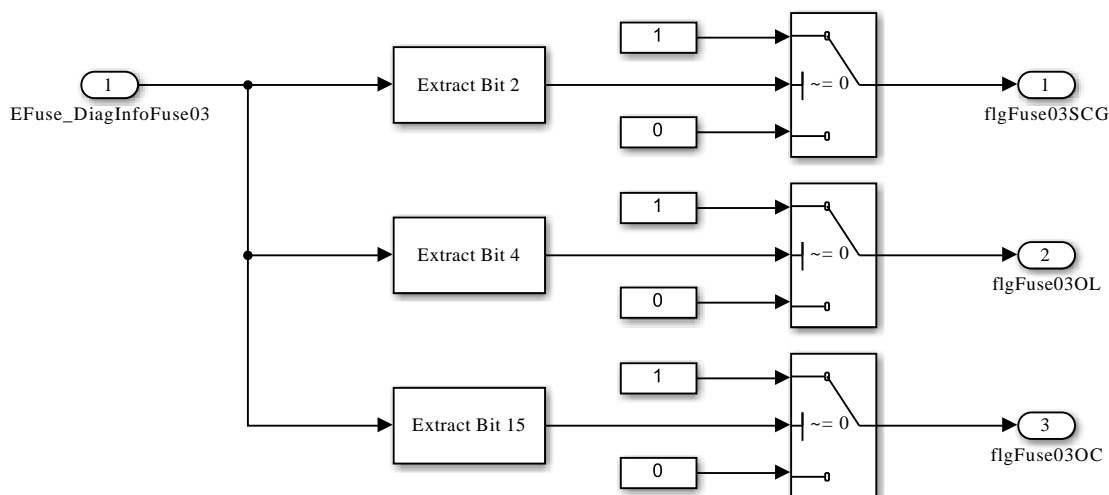 1
EFuse_DiagInfoFuse03
Extract Bit 2
1
~= 0
0
1
flgFuse03SCG
Extract Bit 4
1
~= 0
0
2
flgFuse03OL
Extract Bit 15
1
~= 0
0
3
flgFuse03OC